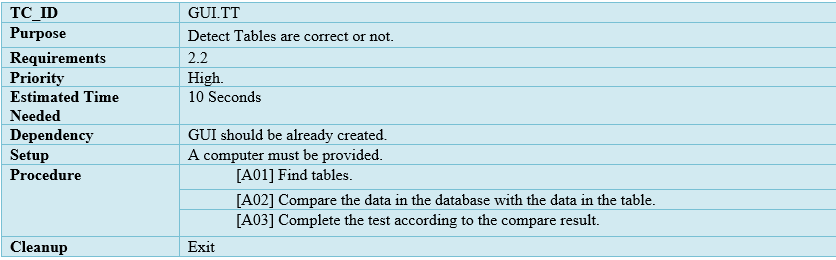 TC_ID GUI.TT
Purpose Detect Tables are correct or not.
Requirements 2.2
Priority High.
Estimated Time 10 Seconds
Needed
Dependency GUI should be already created.
Setup A computer must be provided.
Procedure [A01] Find tables.
[A02] Compare the data in the database with the data in the table.
[A03] Complete the test according to the compare result.
Cleanup Exit